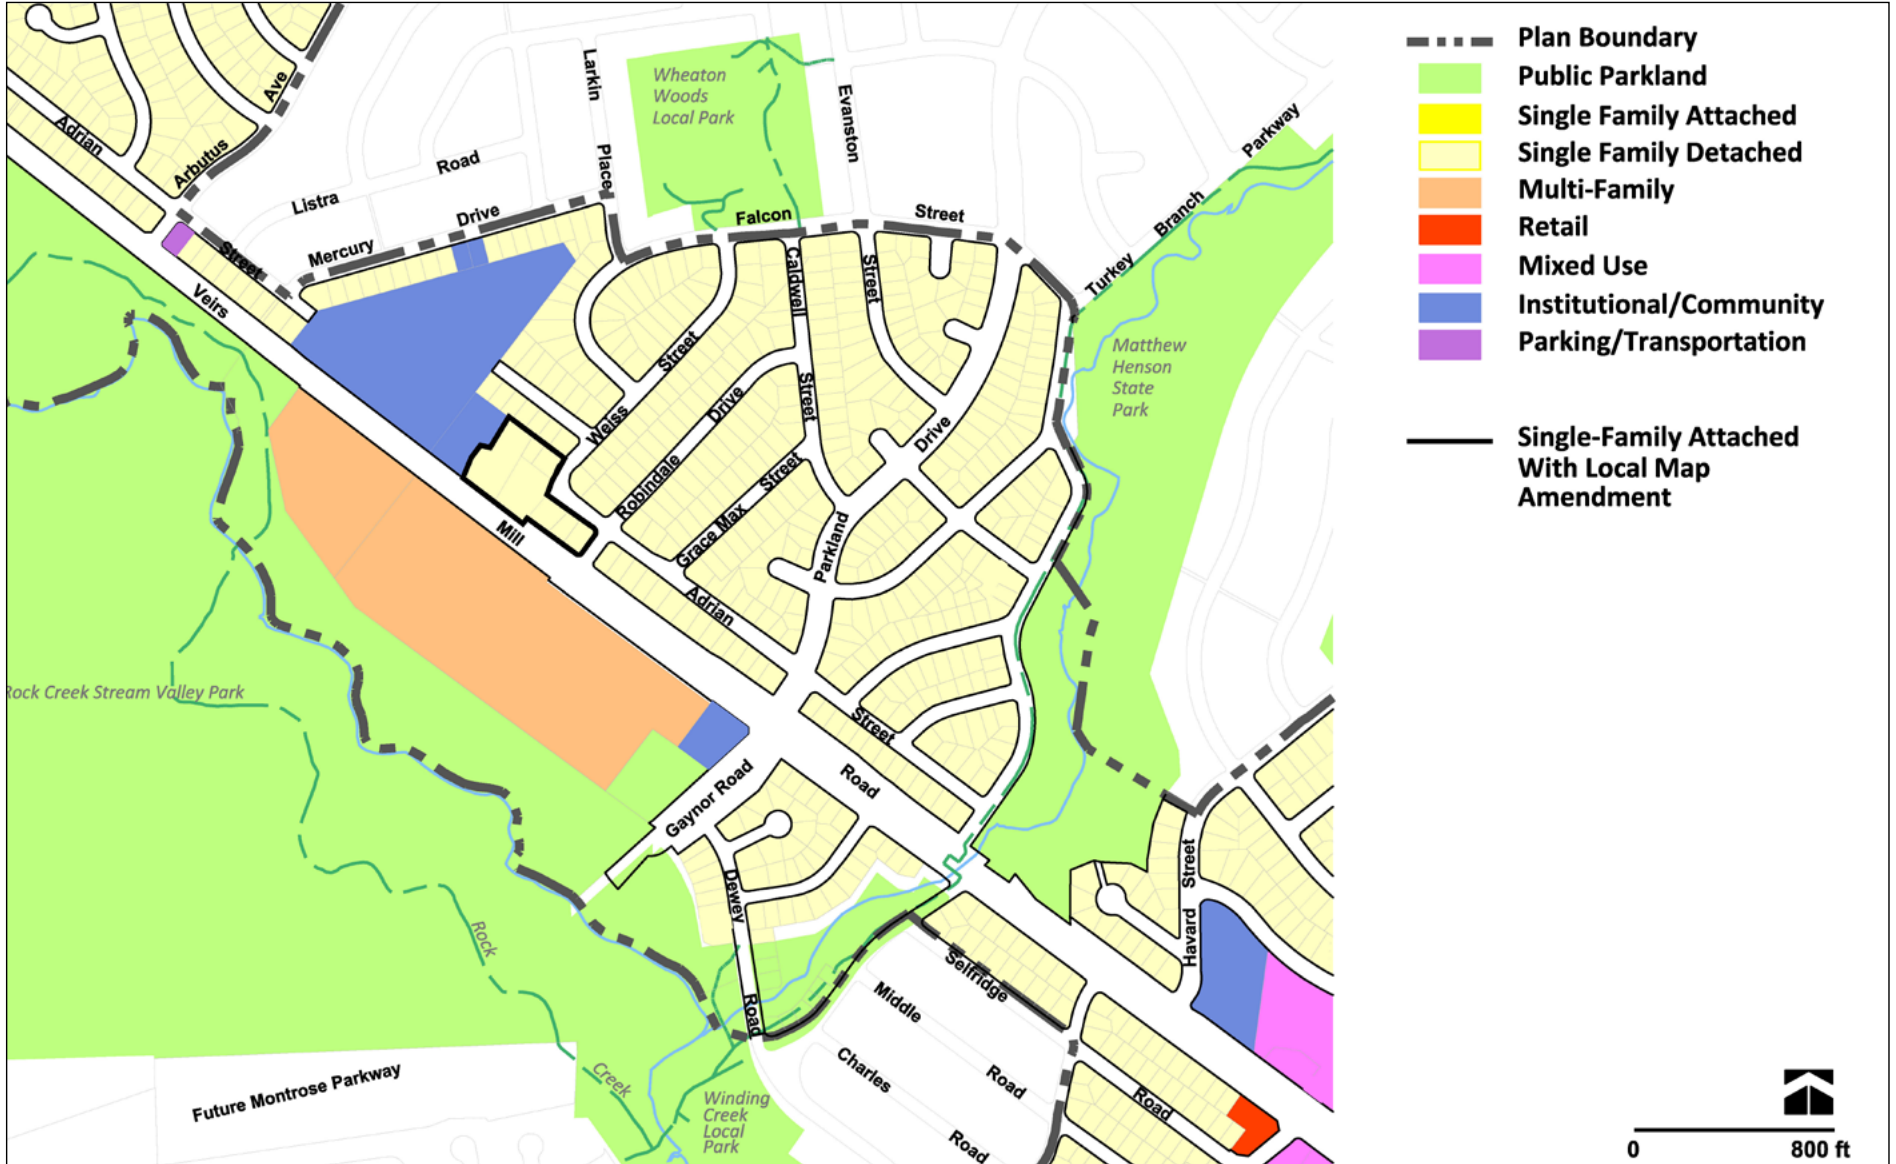 Plan Boundary
Public Parkland
Single Family Attached
Single Family Detached
Multi-Family
Retail
Mixed Use
Institutional/Community
Parking/Transportation
Single-Family Attached
With Local Map
Amendment
0
800 ft
Adrian
Ave
Arbutus
Larkin
Place
Wheaton
Woods
Local Park
Evanston
Parkway
Road
Listra
Branch
Drive
Falcon
Street
Mercury
Street
Turkey
Caldwell
Street
Veirs
Matthew
Henson
State
Park
Street
Drive
Street
Weiss
Drive
Robindale
Street
Grace Max
Mill
Parkland
Adrian
Rock Creek Stream Valley Park
Street
Road
Gaynor Road
Dewey
Street
Havard
Rock
Selfridge
Road
Middle
Road
Charles
Road
Road
Creek
Future Montrose Parkway
Winding
Creek
Local
Park